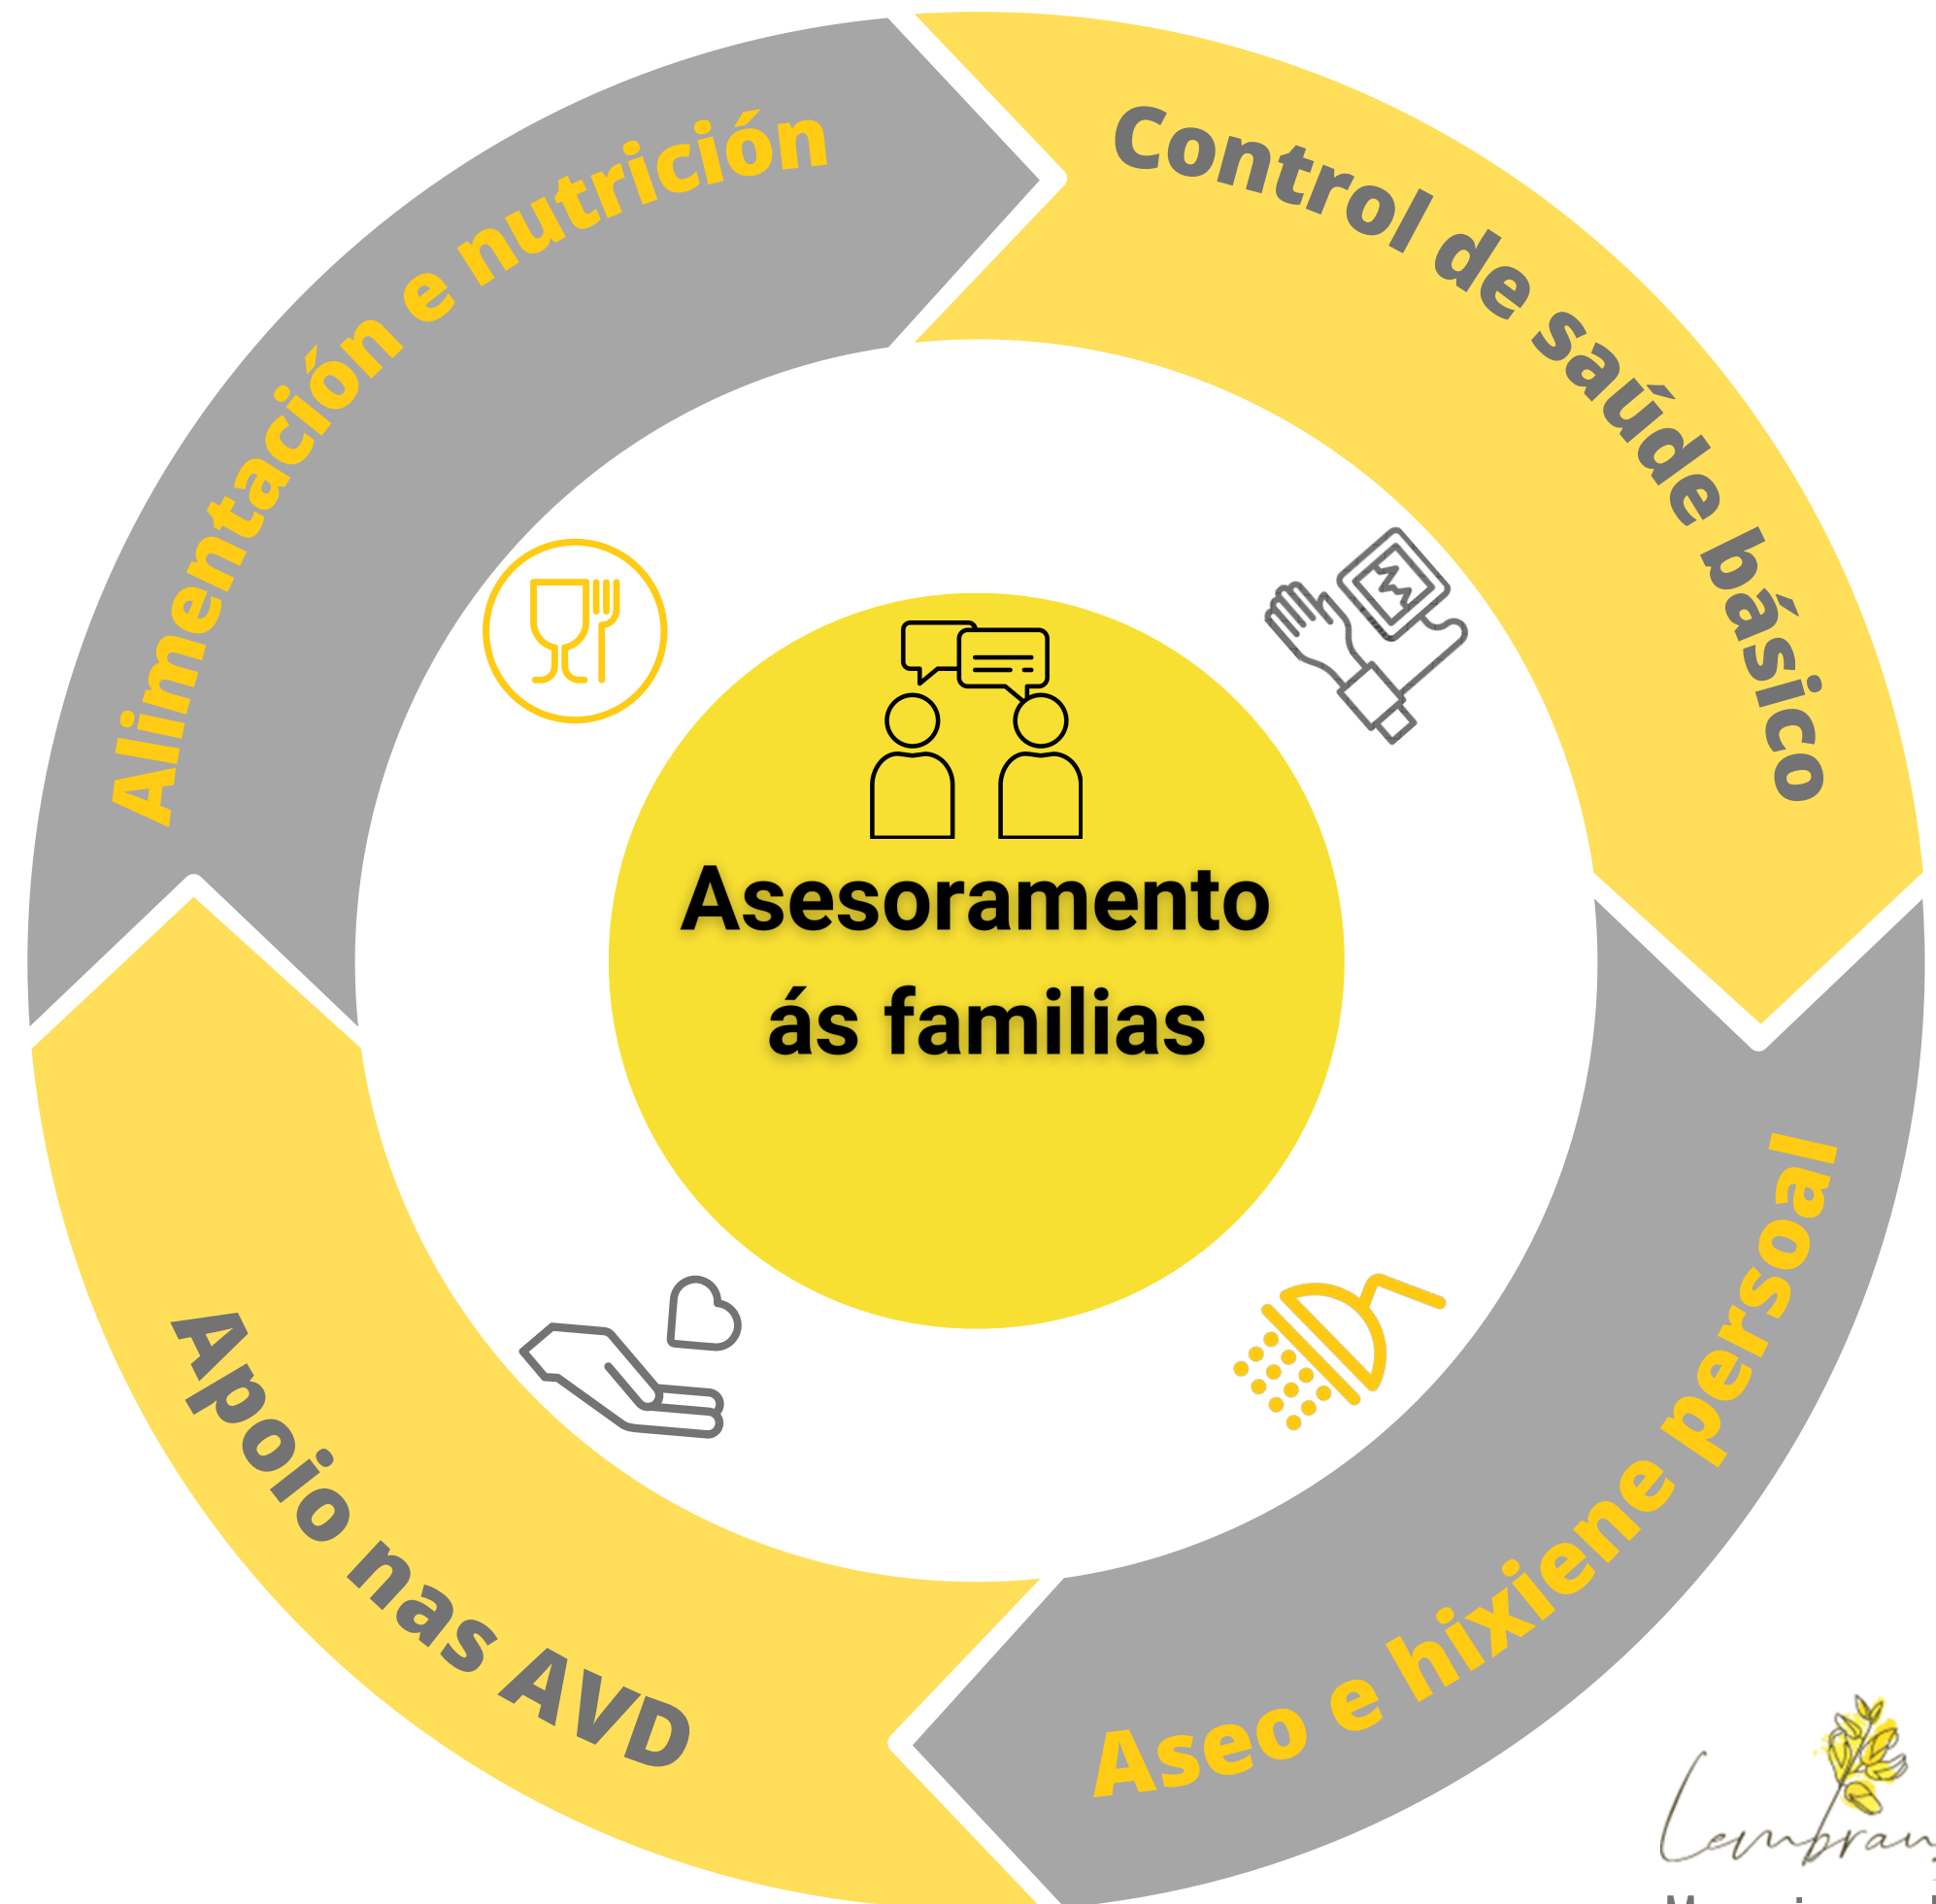 Alimentación e nutrición
Control de saúde básico
Asesoramento
ás familias
Apoio nas AVD
Aseo e hixiene persoal